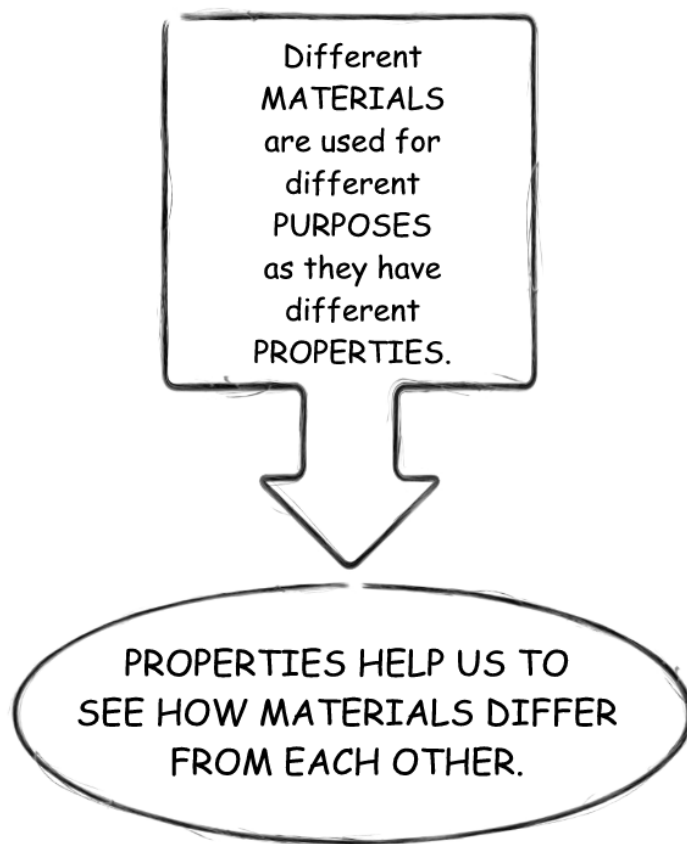 Different
MATERIALS
are used for
different
PURPOSES
as they have
different
PROPERTIES.
PROPERTIES HELP US TO
SEE HOW MATERIALS DIFFER
FROM EACH OTHER.